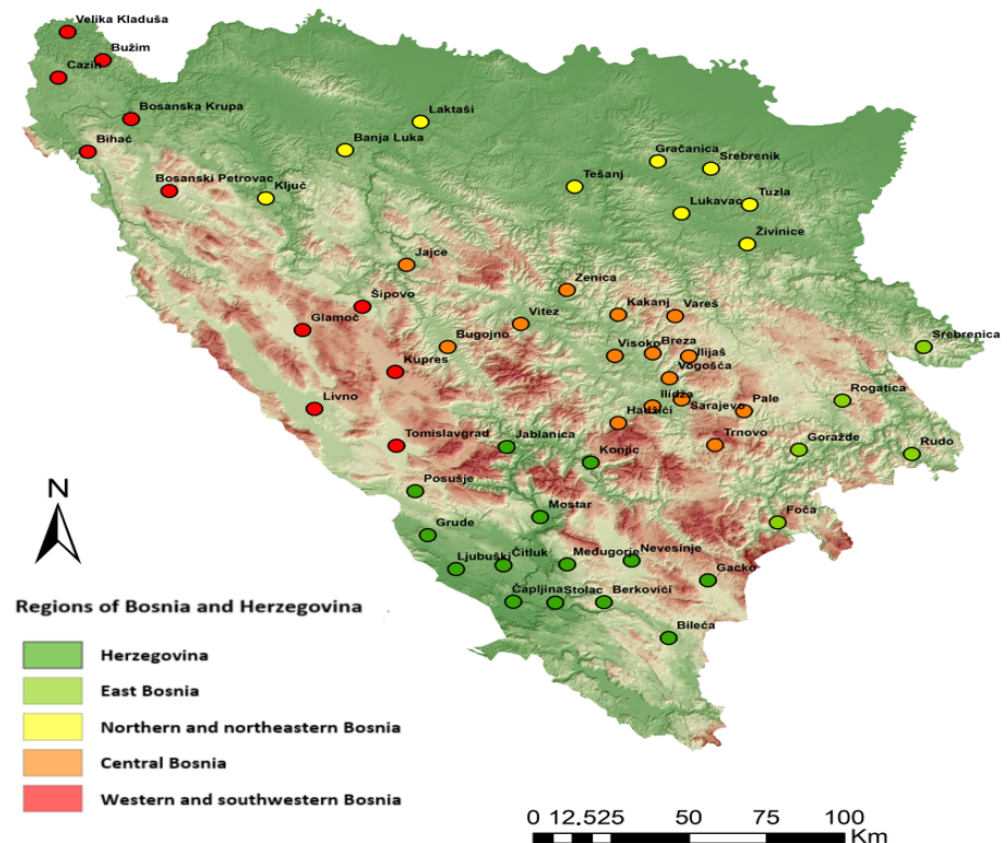 Velika Kladuša
Bužim
Cazin
Bosanska Krupa
Laktaši
Bihać
Banja Luka
Gračanica
Srebrenik
Bosanski Petrovac
Ključ
Tešanj
Tuzla
Lukavac
Živinice
Jajce
Zenica
Šipovo
Kakanj
Vareš
Glamoč
Vitez
Bugojno
Srebrenica
Visoko
Breza
Ilijaš
Kupres
Vogošća
Livno
Ilidža
Rogatica
Hadžići
Sarajevo
Pale
Tomislavgrad
Jablanica
Trnovo
Goražde
Rudo
Konjic
Posušje
N
Mostar
Foča
Grude
Ljubuški
Čitluk
Međugorje
Nevesinje
Gacko
Čapljina
Stolac
Berkovići
Bileća
Regions of Bosnia and Herzegovina
Herzegovina
East Bosnia
Northern and northeastern Bosnia
Central Bosnia
Western and southwestern Bosnia
0 12,525 50 75 100
Km